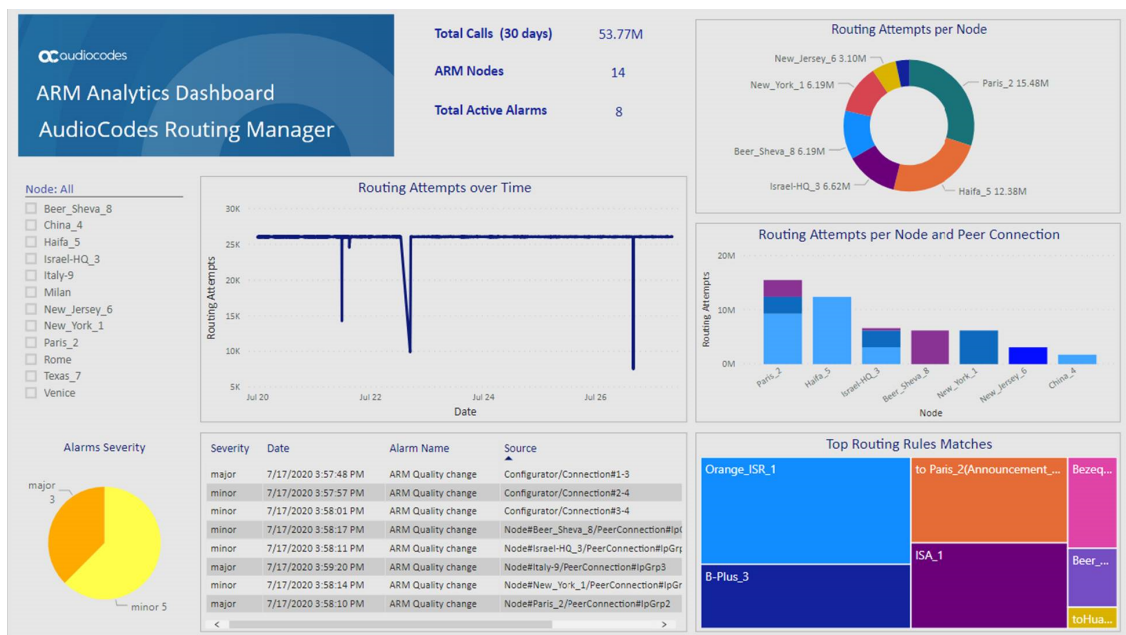 audiocodes
ARM Analytics Dashboard
AudioCodes Routing Manager
Total Calls (30 days) 53.77M
ARM Nodes 14
Total Active Alarms 8
Routing Attempts per Node
New_Jersey_6 3.10M
New_York_1 6.19M
Paris_2 15.48M
Beer_Sheva_8 6.19M
Israel-HQ_3 6.62M
Haifa_5 12.38M
Node: All
Beer_Sheva_8
China_4
Haifa_5
Israel-HQ_3
Italy-9
Milan
New_Jersey_6
New_York_1
Paris_2
Rome
Texas_7
Venice
Routing Attempts over Time
30K
25K
20K
15K
10K
5K
Routing Attempts
Jul 20 Jul 22 Jul 24 Jul 26
Date
Routing Attempts per Node and Peer Connection
20M
10M
0M
Routing Attempts
Paris_2 Haifa_5 Israel-HQ_3 Beer_Sheva_8 New_York_1 New_Jersey_6 China_4
Node
Alarms Severity
major
3
minor 5
Severity Date Alarm Name Source
major 7/17/2020 3:57:48 PM ARM Quality change Configurator/Connection#1-3
minor 7/17/2020 3:57:57 PM ARM Quality change Configurator/Connection#2-4
minor 7/17/2020 3:58:01 PM ARM Quality change Configurator/Connection#3-4
minor 7/17/2020 3:58:17 PM ARM Quality change Node#Beer_Sheva_8/PeerConnection#IpG
minor 7/17/2020 3:58:11 PM ARM Quality change Node#Israel-HQ_3/PeerConnection#IpGrp
major 7/17/2020 3:59:20 PM ARM Quality change Node#Italy-9/PeerConnection#IpGrp3
minor 7/17/2020 3:58:14 PM ARM Quality change Node#New_York_1/PeerConnection#IpGr
major 7/17/2020 3:58:10 PM ARM Quality change Node#Paris_2/PeerConnection#IpGrp2
Top Routing Rules Matches
Orange_ISR_1
to Paris_2(Announcement_...
Bezeq...
B-Plus_3
ISA_1
Beer_...
toHua...